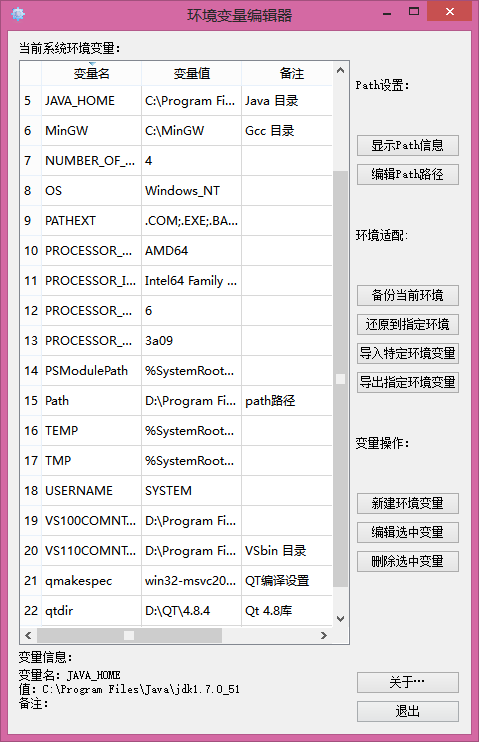 环境变量编辑器
当前系统环境变量：
变量名 变量值 备注
5 JAVA_HOME C:\Program Fi... Java 目录
6 MinGW C:\MinGW Gcc 目录
7 NUMBER_OF_... 4
8 OS Windows_NT
9 PATHEXT .COM;.EXE;.BA...
10 PROCESSOR_... AMD64
11 PROCESSOR_I... Intel64 Family ...
12 PROCESSOR_... 6
13 PROCESSOR_... 3a09
14 PSModulePath %SystemRoot...
15 Path D:\Program Fi... path路径
16 TEMP %SystemRoot...
17 TMP %SystemRoot...
18 USERNAME SYSTEM
19 VS100COMNT... D:\Program Fi...
20 VS110COMNT... D:\Program Fi... VSbin 目录
21 qmakespec win32-msvc20... QT编译设置
22 qtdir D:\QT\4.8.4 Qt 4.8库
变量信息：
变量名：JAVA_HOME
值：C:\Program Files\Java\jdk1.7.0_51
备注：
Path设置：
显示Path信息
编辑Path路径
环境适配：
备份当前环境
还原到指定环境
导入特定环境变量
导出指定环境变量
变量操作：
新建环境变量
编辑选中变量
删除选中变量
关于…
退出